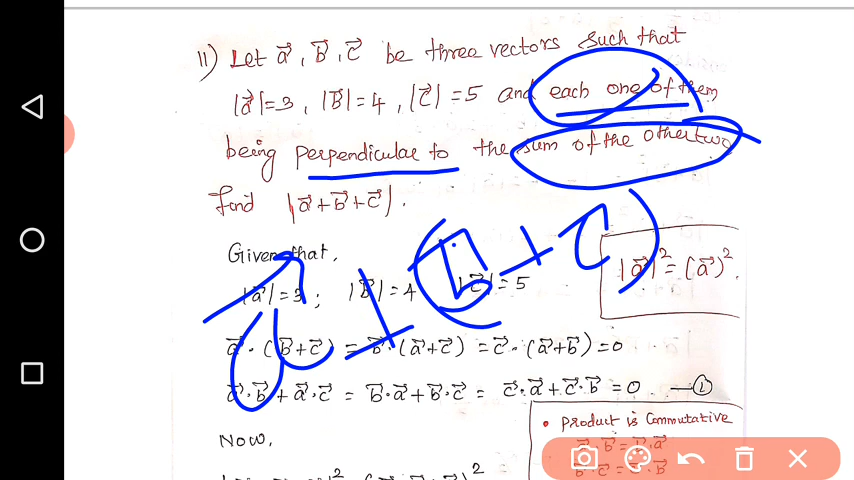 11) Let a⃗, b⃗, c⃗ be three vectors such that
|a⃗|=3, |b⃗|=4, |c⃗|=5 and each one of them
being perpendicular to the sum of the other two
find |a⃗+b⃗+c⃗|.
Given that,
|a⃗|=3; |b⃗|=4 |c⃗|=5
|a⃗|² = (a⃗)²
a⃗ + (b⃗ + c⃗)
a⃗·(b⃗+c⃗) = b⃗·(a⃗+c⃗) = c⃗·(a⃗+b⃗) = 0
a⃗·b⃗ + a⃗·c⃗ = b⃗·a⃗ + b⃗·c⃗ = c⃗·a⃗ + c⃗·b⃗ = 0 —①
• product is Commutative
Now,